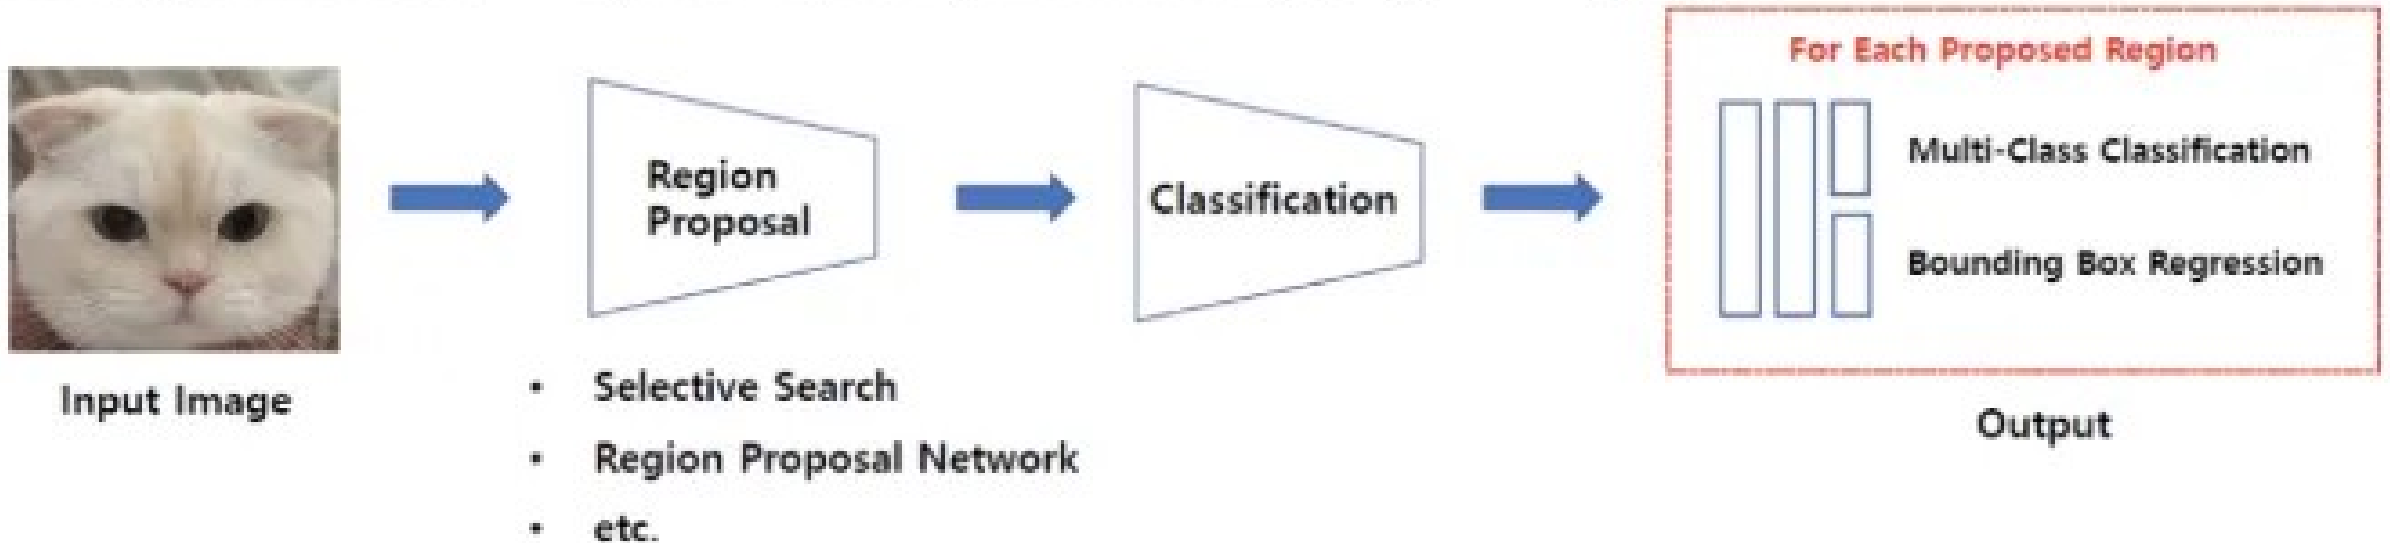 For Each Proposed Region
Region
Proposal
Classification
Multi-Class Classification
Bounding Box Regression
Input Image
• Selective Search
• Region Proposal Network
• etc.
Output